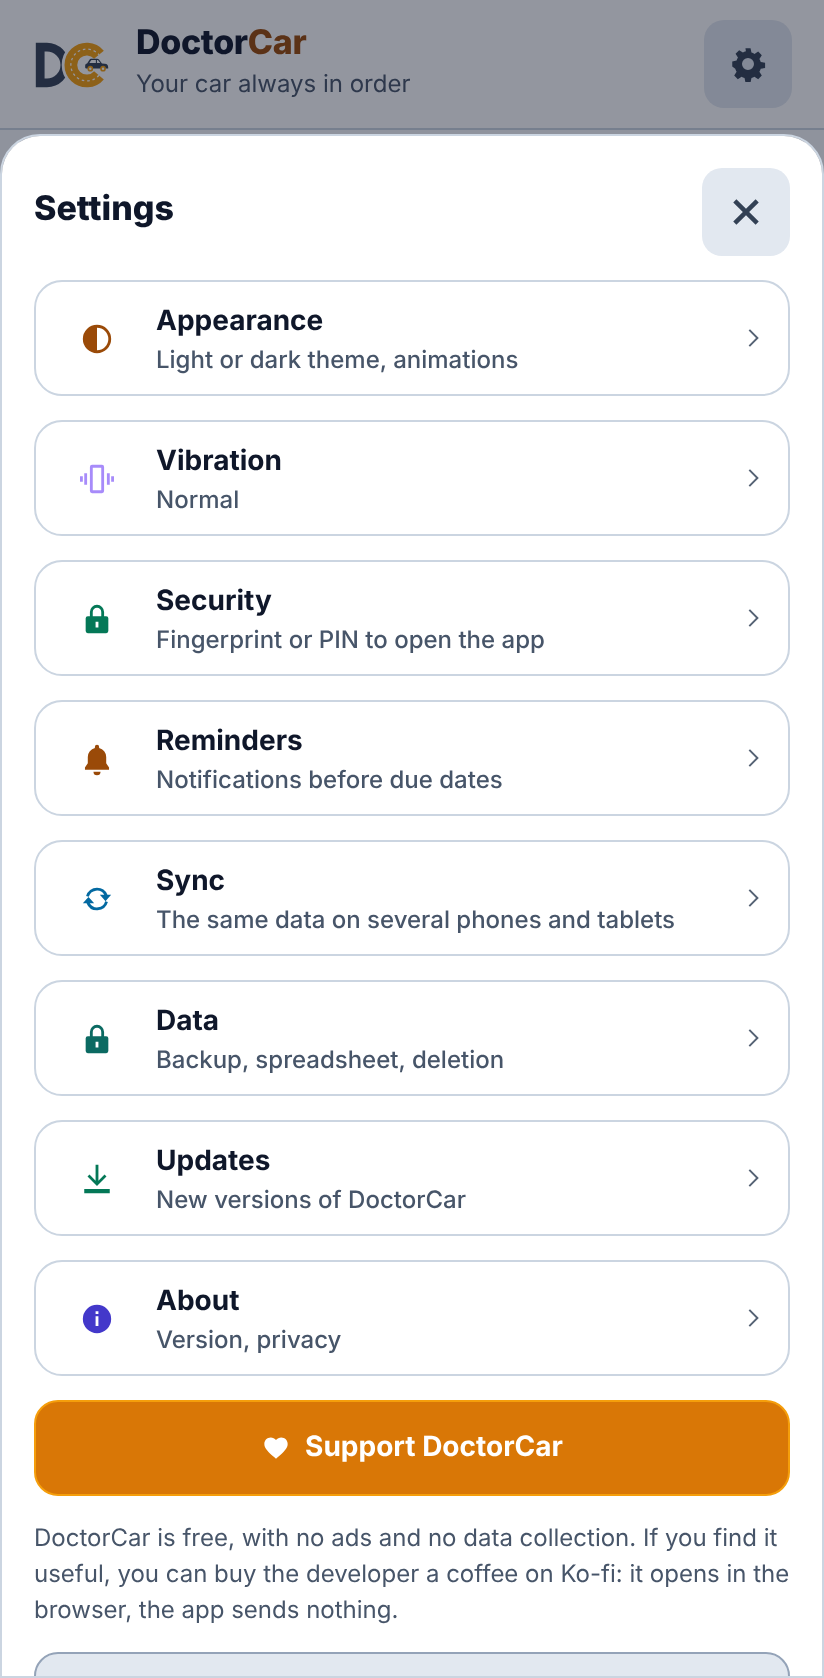 DC
DoctorCar
Your car always in order
Settings
Appearance
Light or dark theme, animations
Vibration
Normal
Security
Fingerprint or PIN to open the app
Reminders
Notifications before due dates
Sync
The same data on several phones and tablets
Data
Backup, spreadsheet, deletion
Updates
New versions of DoctorCar
About
Version, privacy
Support DoctorCar
DoctorCar is free, with no ads and no data collection. If you find it
useful, you can buy the developer a coffee on Ko-fi: it opens in the
browser, the app sends nothing.